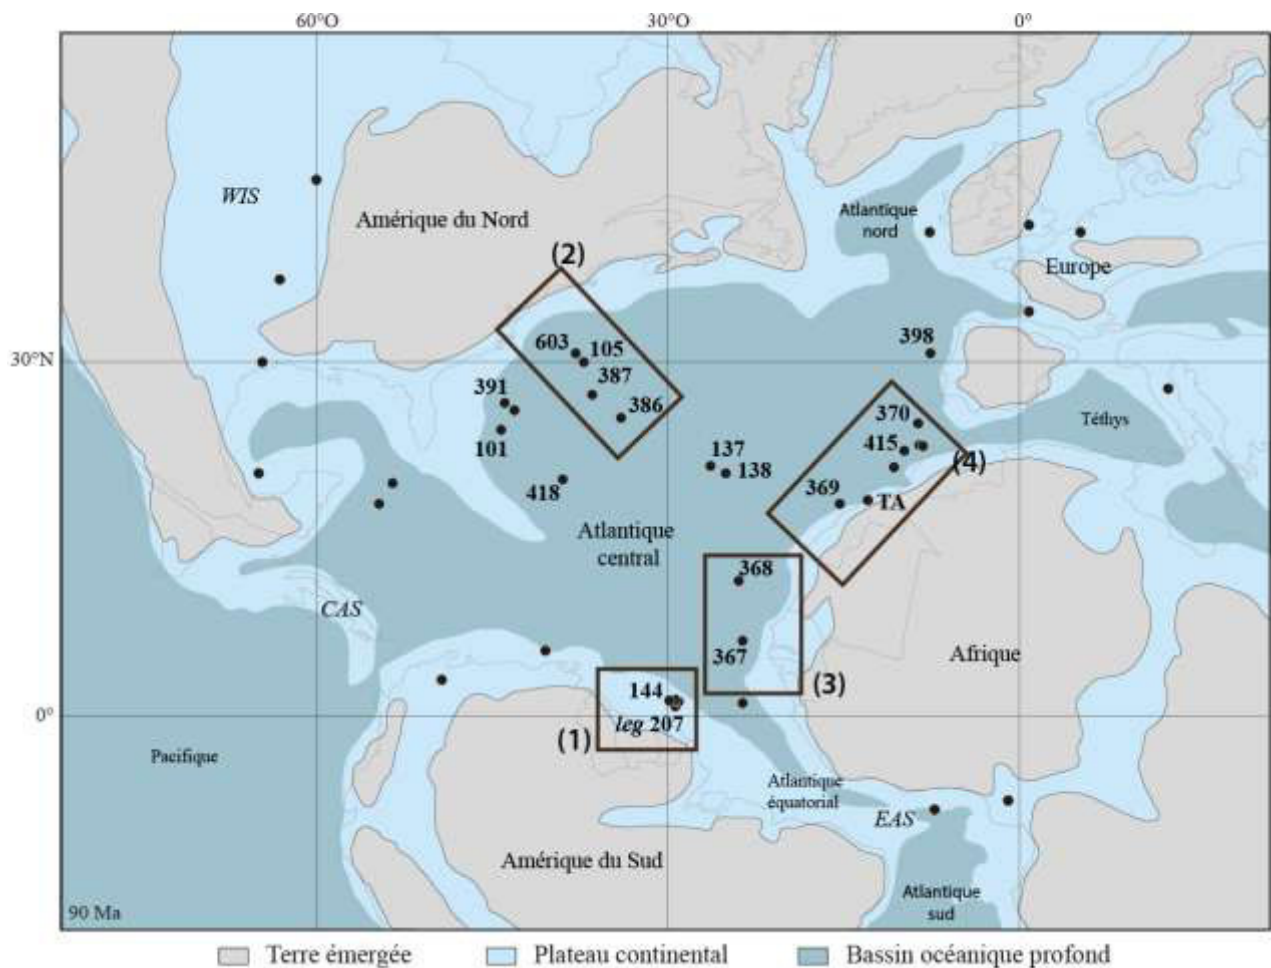 60°O
30°O
0°
WIS
Amérique du Nord
Atlantique
nord
Europe
(2)
603
105
398
30°N
387
391
386
370
Téthys
101
415
(4)
137
138
418
369
TA
Atlantique
central
368
CAS
367
Afrique
144
(3)
leg 207
0°
(1)
Pacifique
Atlantique
équatorial
EAS
Amérique du Sud
Atlantique
sud
90 Ma
Terre émergée
Plateau continental
Bassin océanique profond